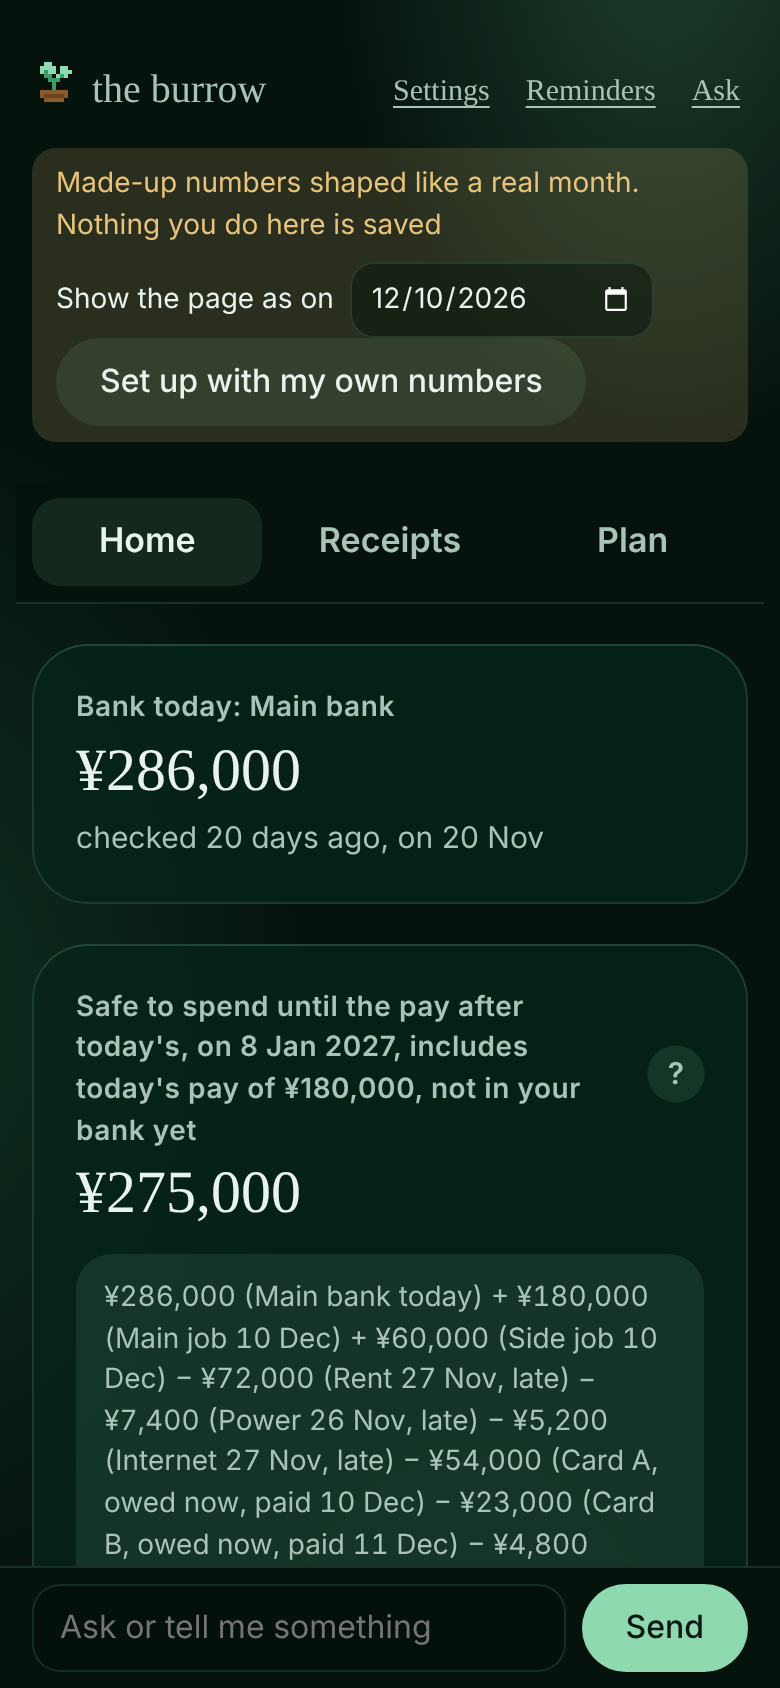 the burrow
Settings Reminders Ask
Made-up numbers shaped like a real month.
Nothing you do here is saved
Show the page as on 12/10/2026
Set up with my own numbers
Home Receipts Plan
Bank today: Main bank
¥286,000
checked 20 days ago, on 20 Nov
Safe to spend until the pay after
today's, on 8 Jan 2027, includes
today's pay of ¥180,000, not in your
bank yet
?
¥275,000
¥286,000 (Main bank today) + ¥180,000
(Main job 10 Dec) + ¥60,000 (Side job 10
Dec) − ¥72,000 (Rent 27 Nov, late) −
¥7,400 (Power 26 Nov, late) − ¥5,200
(Internet 27 Nov, late) − ¥54,000 (Card A,
owed now, paid 10 Dec) − ¥23,000 (Card
B, owed now, paid 11 Dec) − ¥4,800
Ask or tell me something
Send